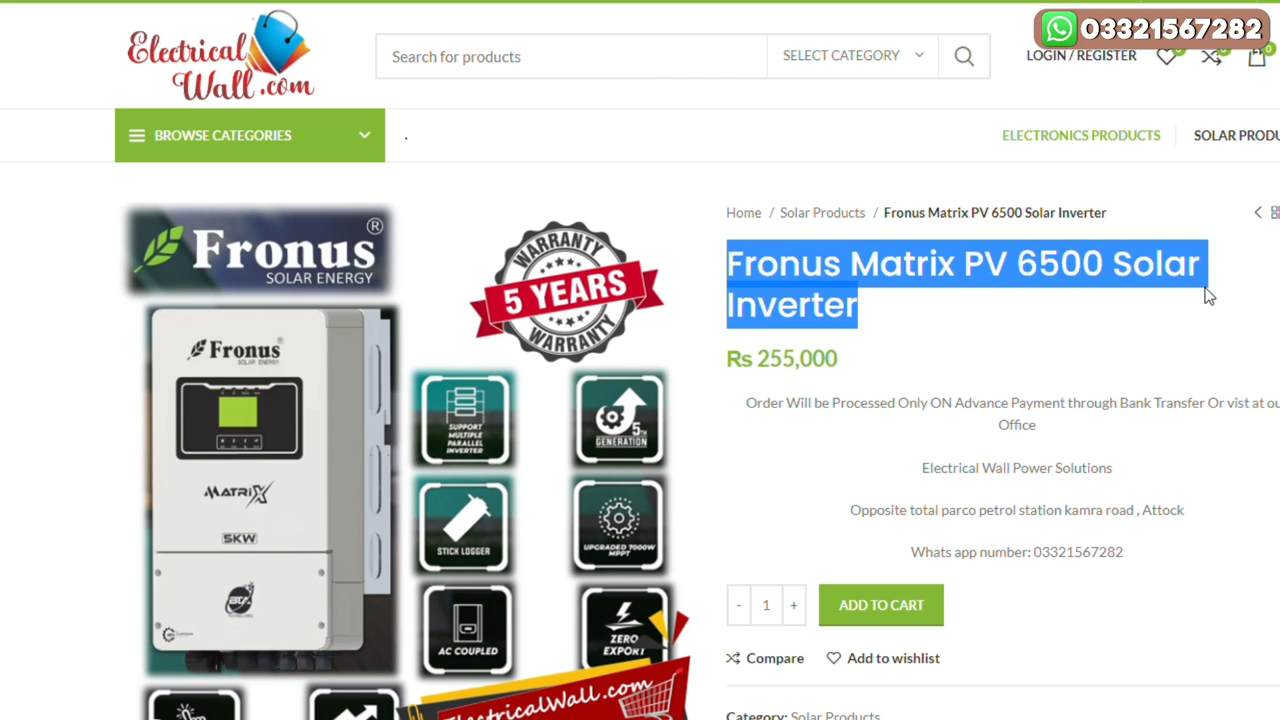 Electrical
Wall.com
Search for products
SELECT CATEGORY
03321567282
LOGIN / REGISTER
0
0
0
BROWSE CATEGORIES
.
ELECTRONICS PRODUCTS
SOLAR PRODU
Fronus®
SOLAR ENERGY
WARRANTY
5 YEARS
WARRANTY
Fronus
SOLAR ENERGY
MATRIX
5KW
SUPPORT
MULTIPLE
PARALLEL
INVERTER
5th
GENERATION
STICK LOGGER
UPGRADED 7000W
MPPT
AC COUPLED
ZERO
EXPORT
ElectricalWall.com
Home / Solar Products / Fronus Matrix PV 6500 Solar Inverter
Fronus Matrix PV 6500 Solar
Inverter
₨ 255,000
Order Will be Processed Only ON Advance Payment through Bank Transfer Or vist at ou
Office
Electrical Wall Power Solutions
Opposite total parco petrol station kamra road , Attock
Whats app number: 03321567282
- 1 +
ADD TO CART
Compare
Add to wishlist
Category: Solar Products